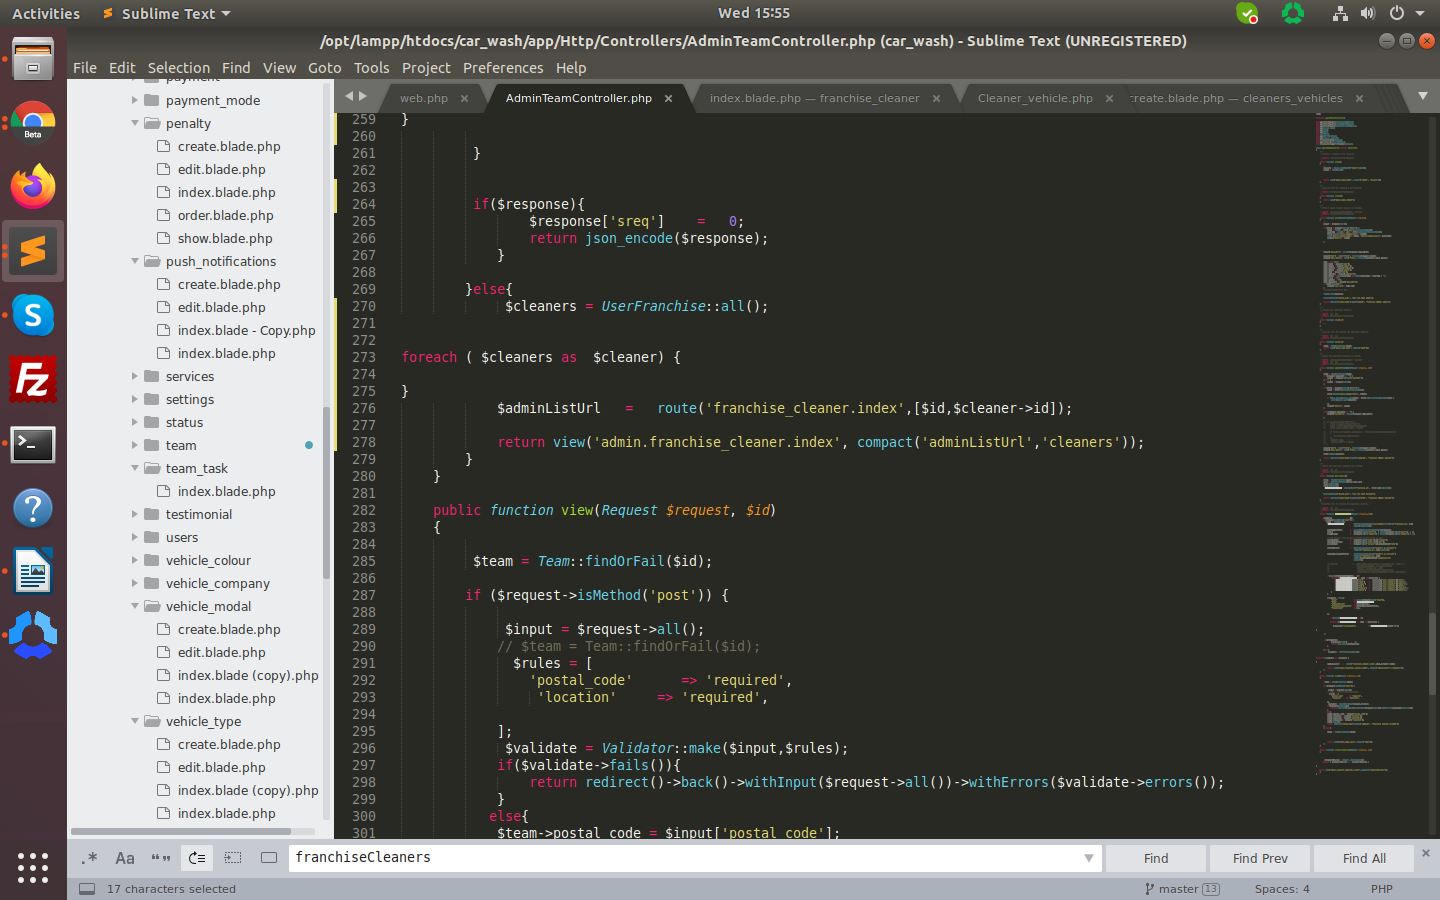 Activities
Sublime Text
Wed 15:55
/opt/lampp/htdocs/car_wash/app/Http/Controllers/AdminTeamController.php (car_wash) - Sublime Text (UNREGISTERED)
File Edit Selection Find View Goto Tools Project Preferences Help
payment
payment_mode
penalty
create.blade.php
edit.blade.php
index.blade.php
order.blade.php
show.blade.php
push_notifications
create.blade.php
edit.blade.php
index.blade - Copy.php
index.blade.php
services
settings
status
team
team_task
index.blade.php
testimonial
users
vehicle_colour
vehicle_company
vehicle_modal
create.blade.php
edit.blade.php
index.blade (copy).php
index.blade.php
vehicle_type
create.blade.php
edit.blade.php
index.blade (copy).php
index.blade.php
Beta
S
Fz
>_
?
web.php
AdminTeamController.php
index.blade.php — franchise_cleaner
Cleaner_vehicle.php
create.blade.php — cleaners_vehicles
259 }
260
261 }
262
263
264 if($response){
265 $response['sreq'] = 0;
266 return json_encode($response);
267 }
268
269 }else{
270 $cleaners = UserFranchise::all();
271
272
273 foreach ( $cleaners as $cleaner) {
274
275 }
276 $adminListUrl = route('franchise_cleaner.index',[$id,$cleaner->id]);
277
278 return view('admin.franchise_cleaner.index', compact('adminListUrl','cleaners'));
279 }
280 }
281
282 public function view(Request $request, $id)
283 {
284
285 $team = Team::findOrFail($id);
286
287 if ($request->isMethod('post')) {
288
289 $input = $request->all();
290 // $team = Team::findOrFail($id);
291 $rules = [
292 'postal_code' => 'required',
293 'location' => 'required',
294
295 ];
296 $validate = Validator::make($input,$rules);
297 if($validate->fails()){
298 return redirect()->back()->withInput($request->all())->withErrors($validate->errors());
299 }
300 else{
301 $team->postal_code = $input['postal_code'];
.* Aa “” franchiseCleaners Find Find Prev Find All
17 characters selected
master 13 Spaces: 4 PHP